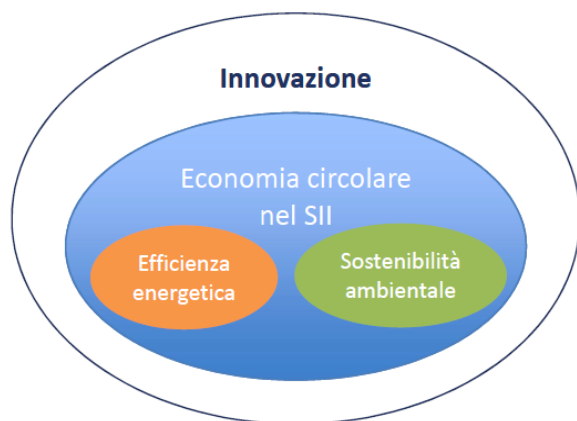 Innovazione
Economia circolare
nel SII
Efficienza
energetica
Sostenibilità
ambientale